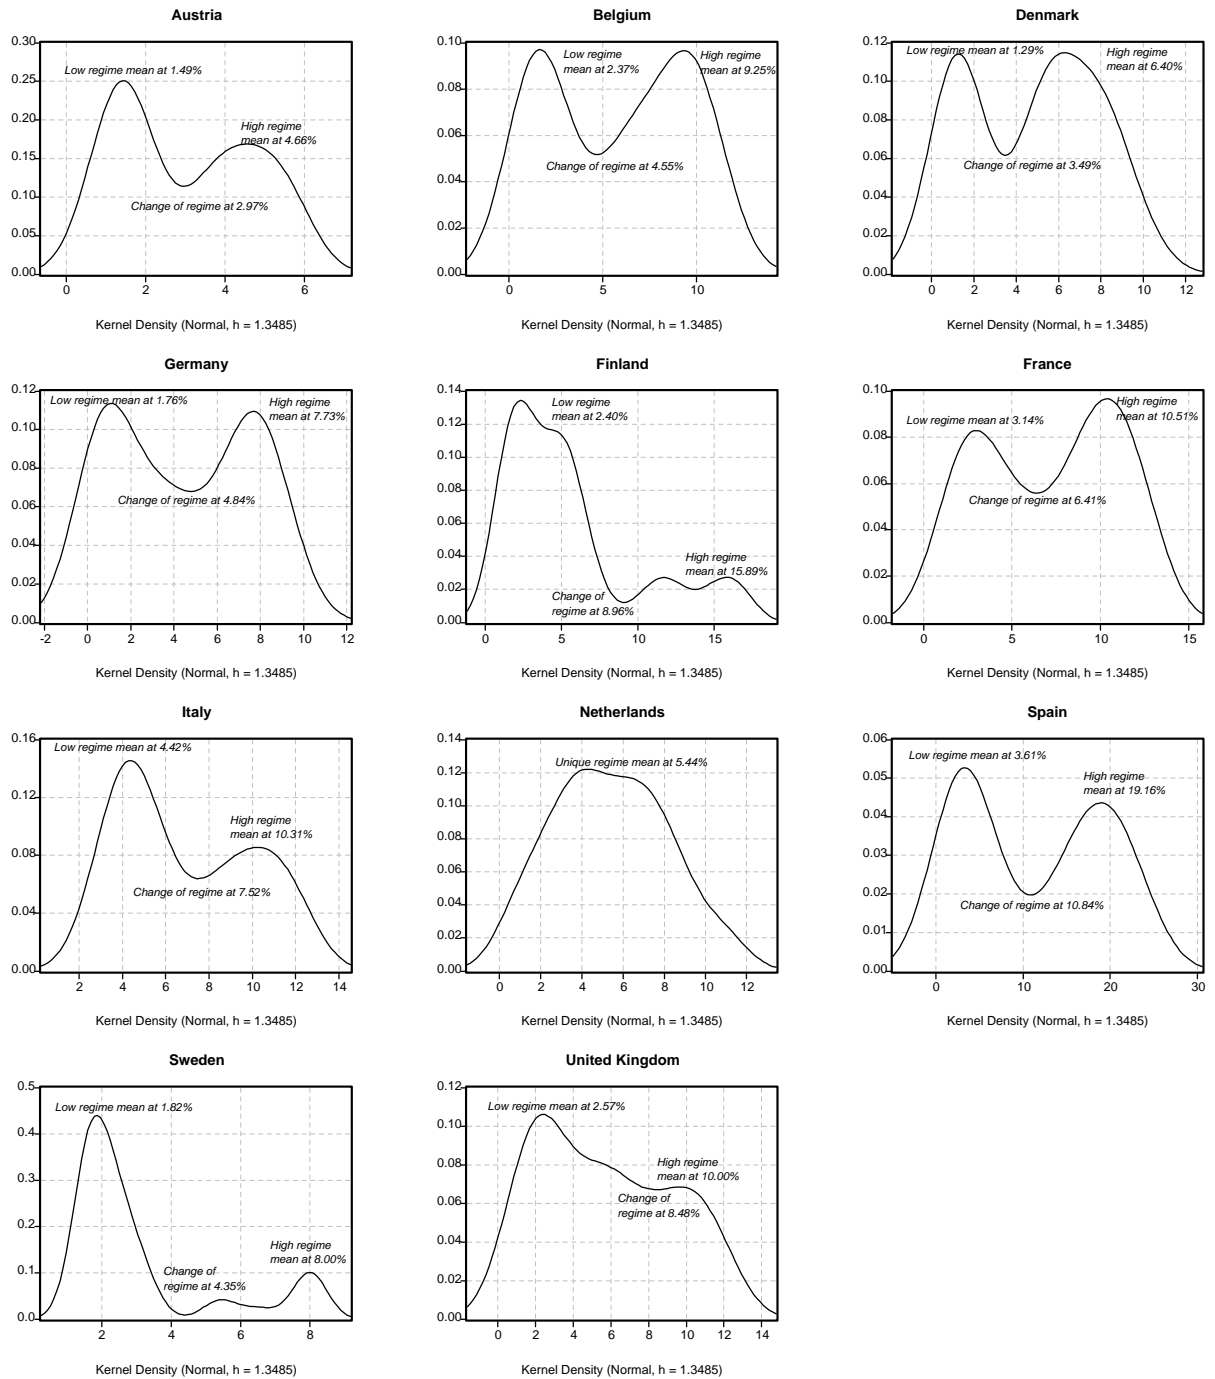 Austria
0.30
0.25
0.20
0.15
0.10
0.05
0.00
Low regime mean at 1.49%
High regime
mean at 4.66%
Change of regime at 2.97%
0 2 4 6
Kernel Density (Normal, h = 1.3485)
Belgium
0.10
0.08
0.06
0.04
0.02
0.00
Low regime
mean at 2.37%
High regime
mean at 9.25%
Change of regime at 4.55%
0 5 10
Kernel Density (Normal, h = 1.3485)
Denmark
0.12
0.10
0.08
0.06
0.04
0.02
0.00
Low regime mean at 1.29%
High regime
mean at 6.40%
Change of regime at 3.49%
0 2 4 6 8 10 12
Kernel Density (Normal, h = 1.3485)
Germany
0.12
0.10
0.08
0.06
0.04
0.02
0.00
Low regime mean at 1.76%
High regime
mean at 7.73%
Change of regime at 4.84%
-2 0 2 4 6 8 10 12
Kernel Density (Normal, h = 1.3485)
Finland
0.14
0.12
0.10
0.08
0.06
0.04
0.02
0.00
Low regime
mean at 2.40%
High regime
mean at 15.89%
Change of
regime at 8.96%
0 5 10 15
Kernel Density (Normal, h = 1.3485)
France
0.10
0.08
0.06
0.04
0.02
0.00
Low regime mean at 3.14%
High regime
mean at 10.51%
Change of regime at 6.41%
0 5 10 15
Kernel Density (Normal, h = 1.3485)
Italy
0.16
0.12
0.08
0.04
0.00
Low regime mean at 4.42%
High regime
mean at 10.31%
Change of regime at 7.52%
2 4 6 8 10 12 14
Kernel Density (Normal, h = 1.3485)
Netherlands
0.14
0.12
0.10
0.08
0.06
0.04
0.02
0.00
Unique regime mean at 5.44%
0 2 4 6 8 10 12
Kernel Density (Normal, h = 1.3485)
Spain
0.06
0.05
0.04
0.03
0.02
0.01
0.00
Low regime mean at 3.61%
High regime
mean at 19.16%
Change of regime at 10.84%
0 10 20 30
Kernel Density (Normal, h = 1.3485)
Sweden
0.5
0.4
0.3
0.2
0.1
0.0
Low regime mean at 1.82%
High regime
mean at 8.00%
Change of
regime at 4.35%
2 4 6 8
Kernel Density (Normal, h = 1.3485)
United Kingdom
0.12
0.10
0.08
0.06
0.04
0.02
0.00
Low regime mean at 2.57%
High regime
mean at 10.00%
Change of
regime at 8.48%
0 2 4 6 8 10 12 14
Kernel Density (Normal, h = 1.3485)